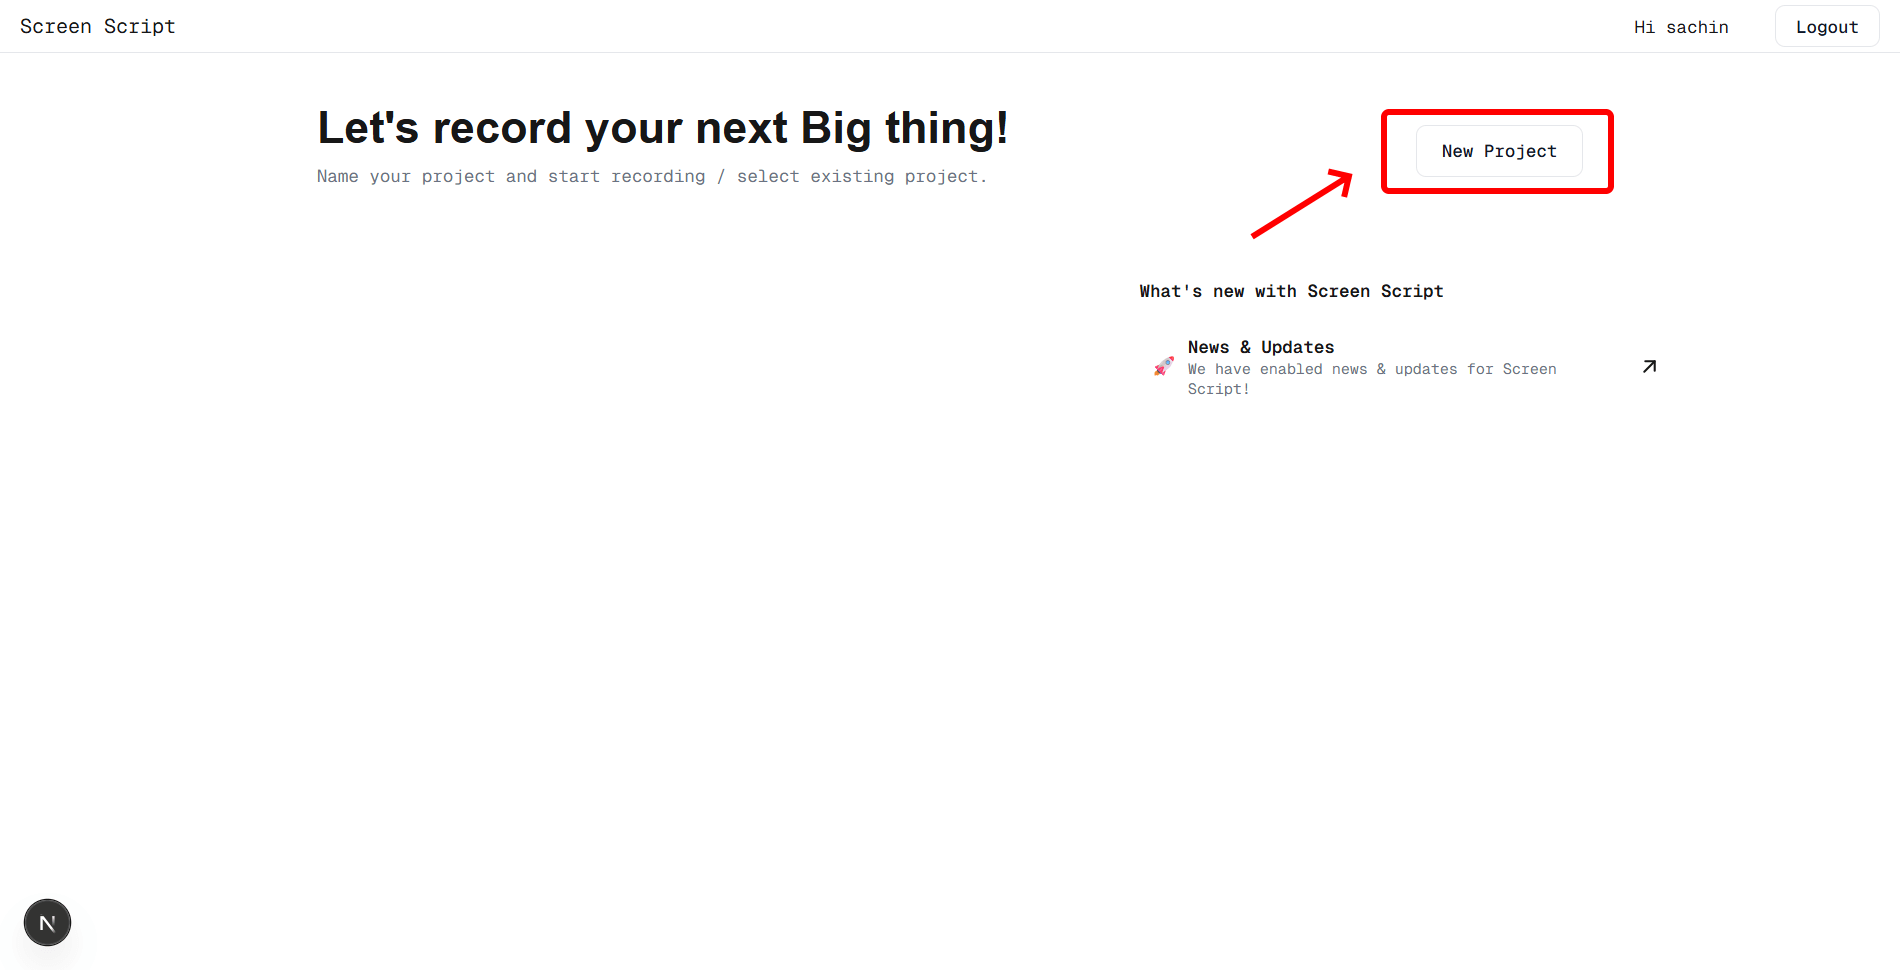 Screen Script
Hi sachin
Logout
Let's record your next Big thing!
Name your project and start recording / select existing project.
New Project
What's new with Screen Script
News & Updates
We have enabled news & updates for Screen
Script!
N